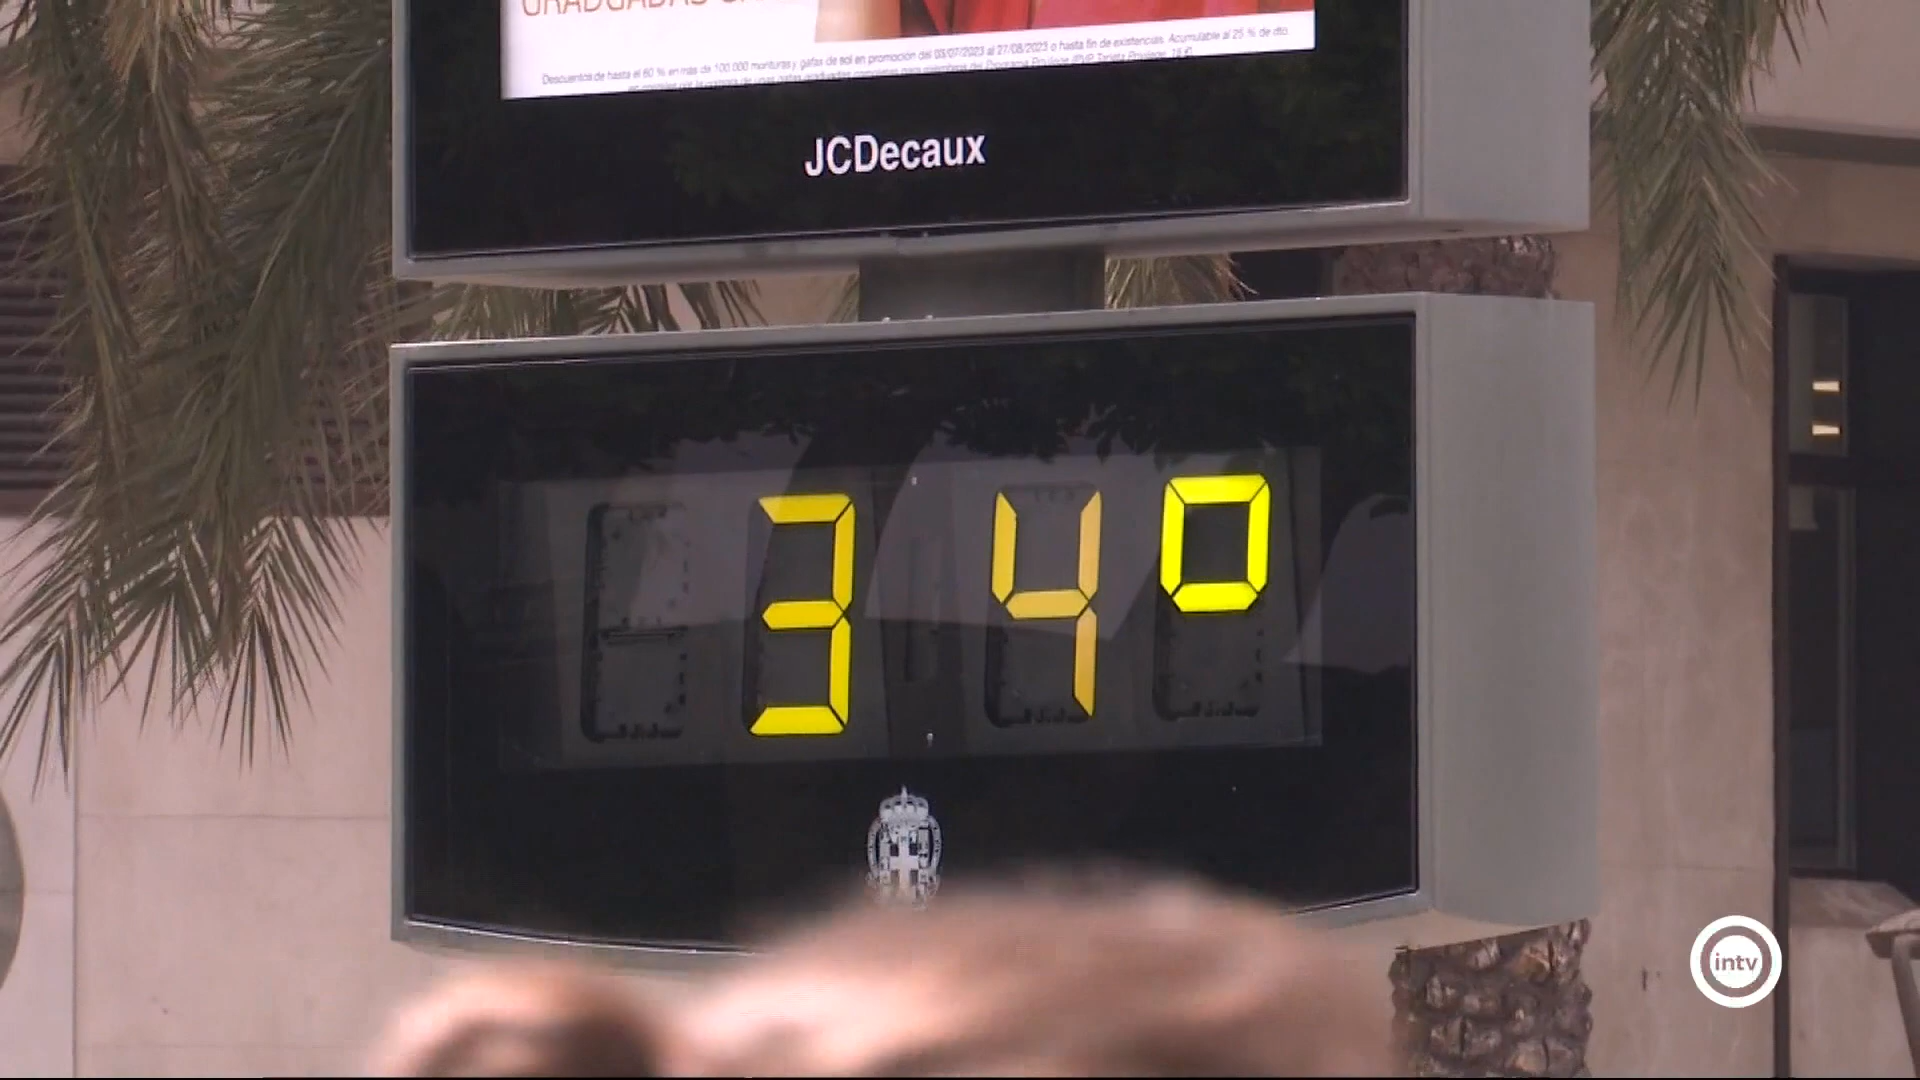 GRADUADAS
Descuentos de hasta el 60 % en más de 100.000 monturas y gafas de sol en promoción del 03/07/2023 al 27/08/2023 o hasta fin de existencias. Acumulable al 25 % de dto.
JCDecaux
34º
intv